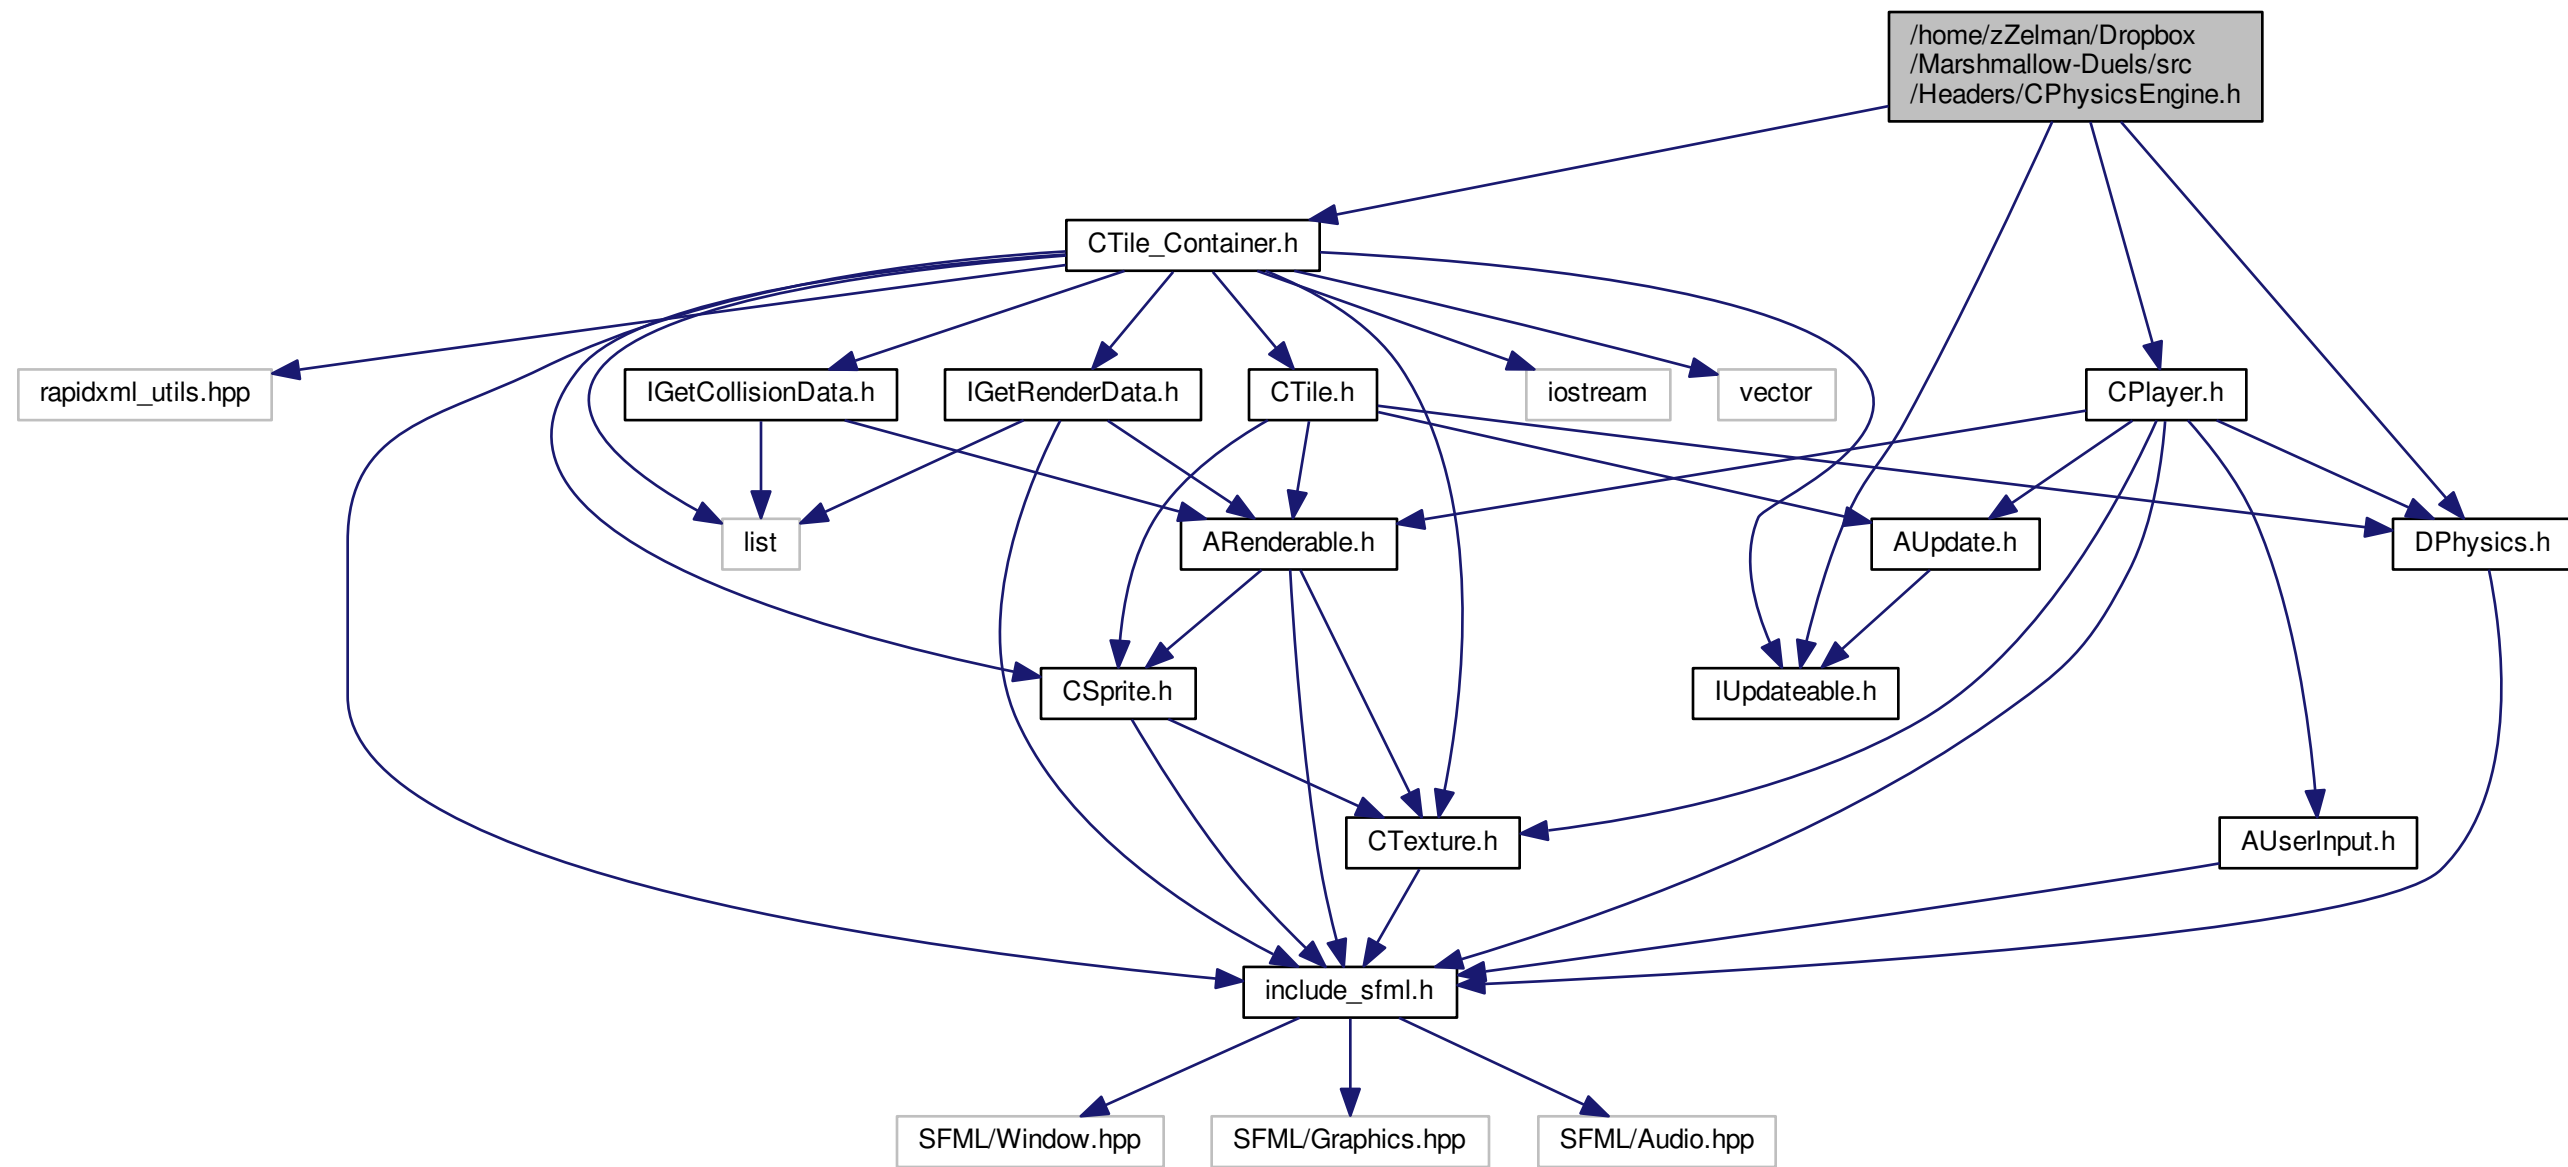 /home/zZelman/Dropbox
/Marshmallow-Duels/src
/Headers/CPhysicsEngine.h
CTile_Container.h
rapidxml_utils.hpp
IGetCollisionData.h
IGetRenderData.h
CTile.h
iostream
vector
CPlayer.h
list
ARenderable.h
AUpdate.h
DPhysics.h
CSprite.h
IUpdateable.h
CTexture.h
AUserInput.h
include_sfml.h
SFML/Window.hpp
SFML/Graphics.hpp
SFML/Audio.hpp